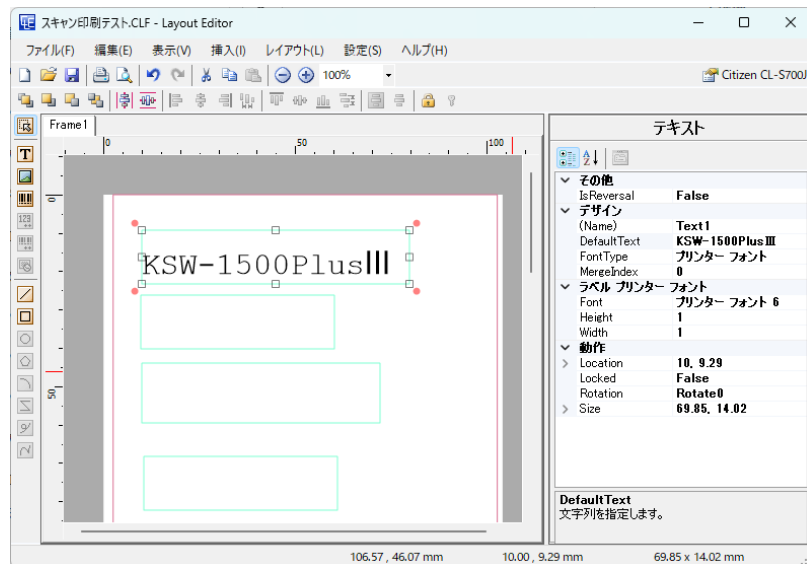 スキャン印刷テスト.CLF - Layout Editor
ファイル(F) 編集(E) 表示(V) 挿入(I) レイアウト(L) 設定(S) ヘルプ(H)
100%
Citizen CL-S700J
Frame1
テキスト
0 50 100
0
50
KSW-1500PlusⅢ
その他
IsReversal False
デザイン
(Name) Text1
DefaultText KSW-1500PlusⅢ
FontType プリンター フォント
MergeIndex 0
ラベル プリンター フォント
Font プリンター フォント 6
Height 1
Width 1
動作
Location 10, 9.29
Locked False
Rotation Rotate0
Size 69.85, 14.02
DefaultText
文字列を指定します。
106.57 , 46.07 mm 10.00 , 9.29 mm 69.85 x 14.02 mm